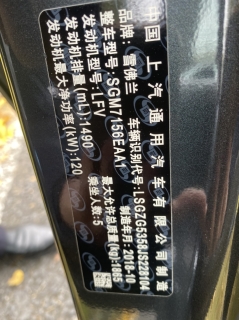 中国 上汽通用汽车有限公司制造
品牌：雪佛兰 车辆识别代号：LSGZG5358JS228104
整车型号：SGM7156EAA1 制造年月：2018-10
发动机型号：LFV 最大允许总质量(kg)：1865
发动机排量(mL)：1490 乘坐人数：5
发动机最大净功率(kW)：120